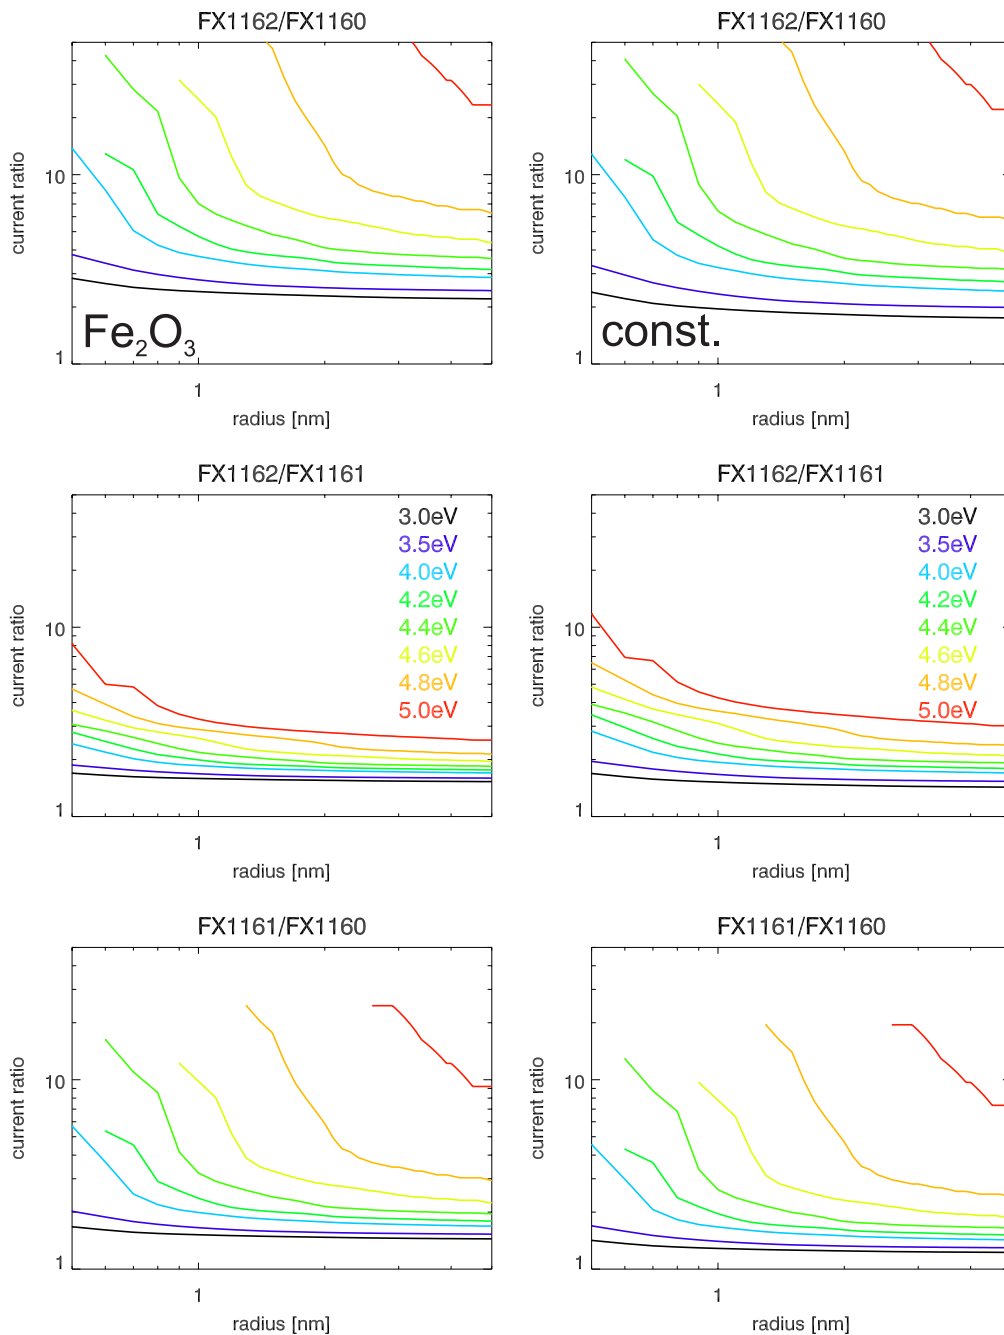 FX1162/FX1160
FX1162/FX1160
current ratio
10
1
Fe₂O₃
1
radius [nm]
current ratio
10
1
const.
1
radius [nm]
FX1162/FX1161
FX1162/FX1161
current ratio
10
1
3.0eV
3.5eV
4.0eV
4.2eV
4.4eV
4.6eV
4.8eV
5.0eV
1
radius [nm]
current ratio
10
1
3.0eV
3.5eV
4.0eV
4.2eV
4.4eV
4.6eV
4.8eV
5.0eV
1
radius [nm]
FX1161/FX1160
FX1161/FX1160
current ratio
10
1
1
radius [nm]
current ratio
10
1
1
radius [nm]